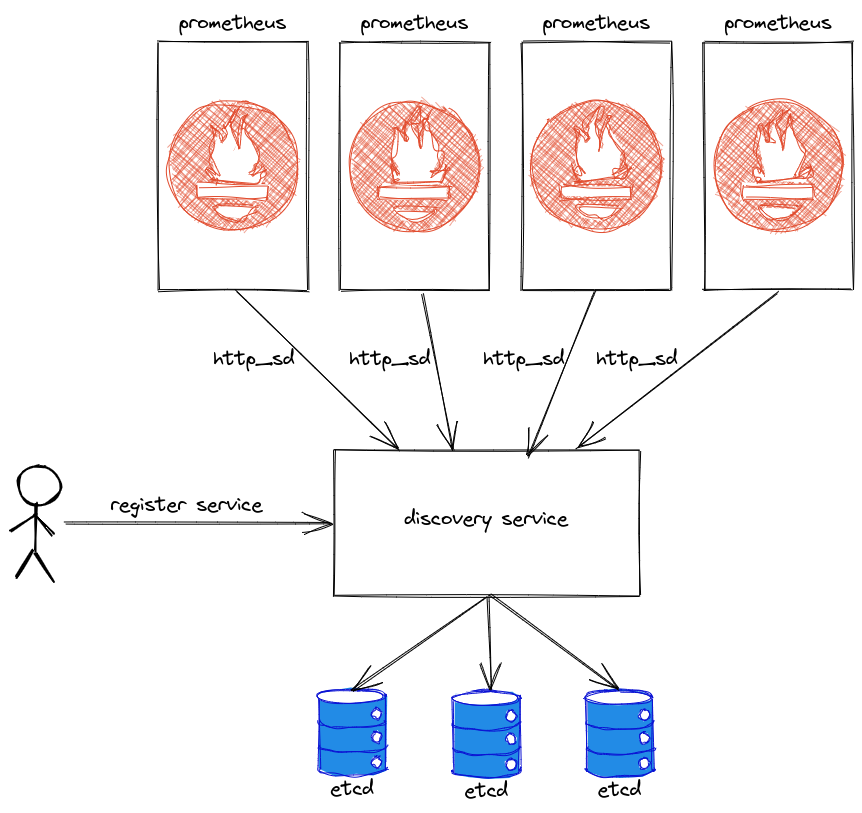 prometheus
prometheus
prometheus
prometheus
http_sd
http_sd
http_sd
http_sd
register service
discovery service
etcd
etcd
etcd